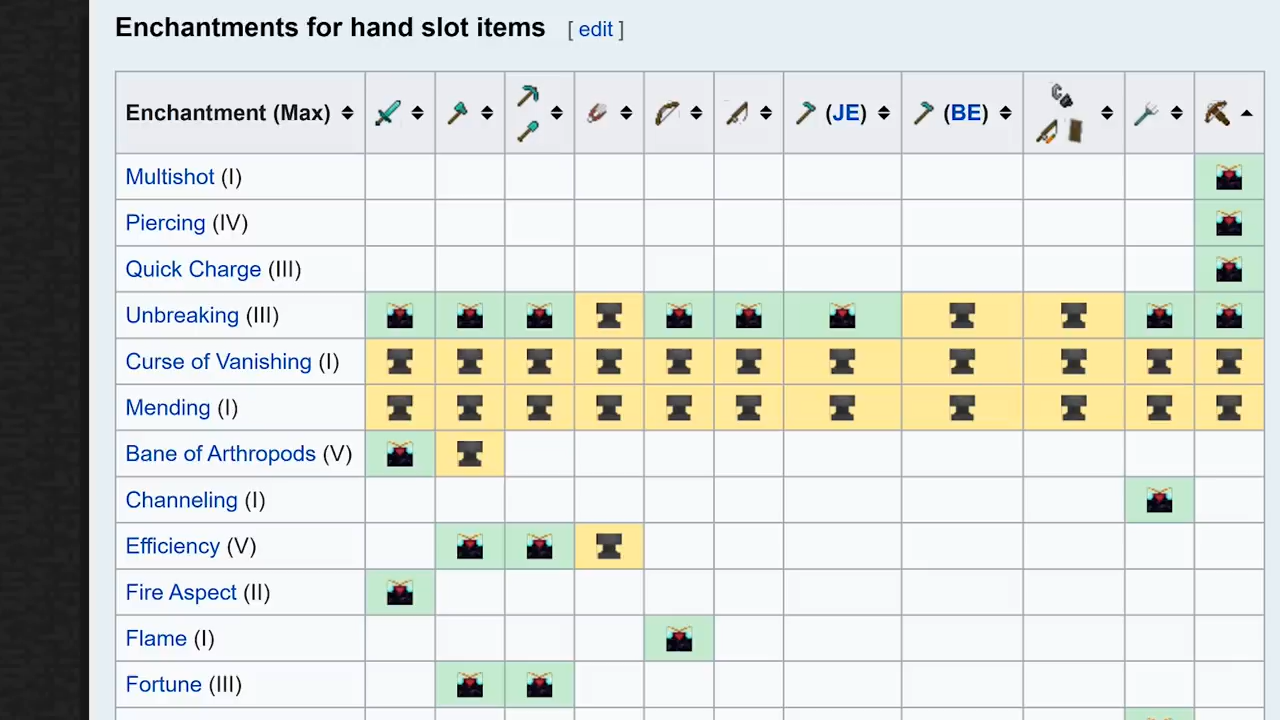 Enchantments for hand slot items [ edit ]
Enchantment (Max) (JE) (BE)
Multishot (I)
Piercing (IV)
Quick Charge (III)
Unbreaking (III)
Curse of Vanishing (I)
Mending (I)
Bane of Arthropods (V)
Channeling (I)
Efficiency (V)
Fire Aspect (II)
Flame (I)
Fortune (III)